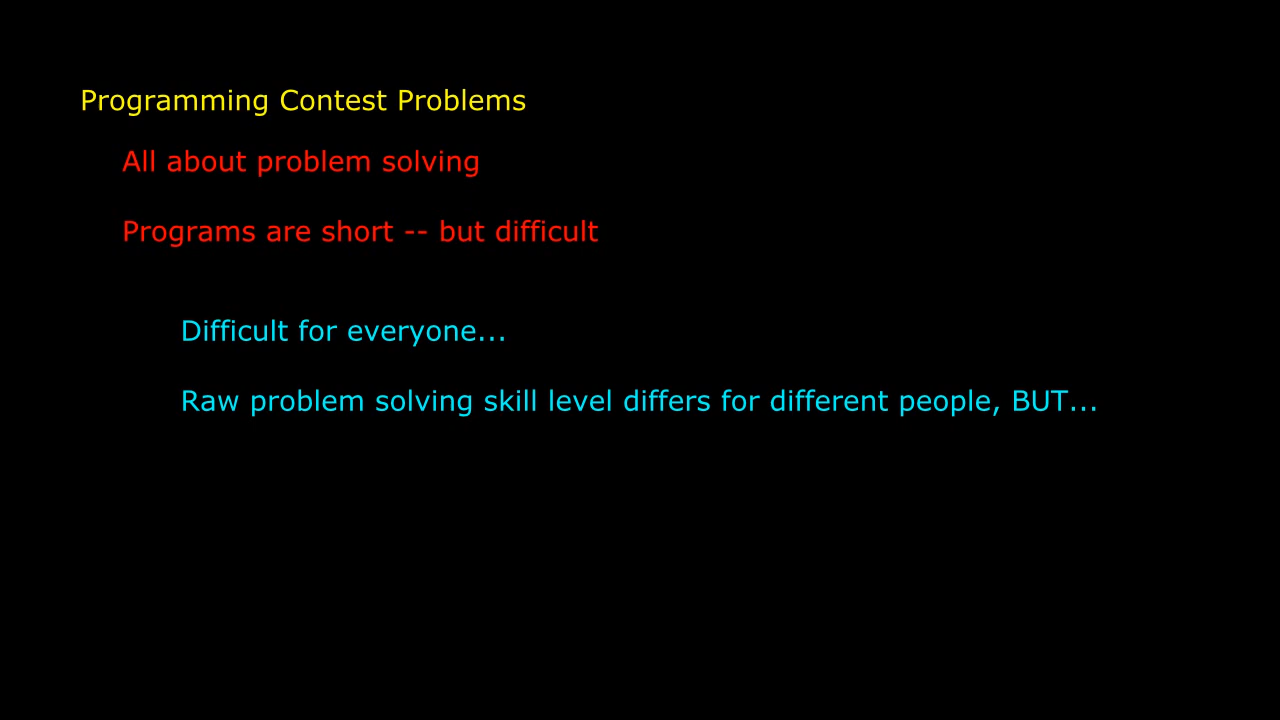 Programming Contest Problems
All about problem solving
Programs are short -- but difficult
Difficult for everyone...
Raw problem solving skill level differs for different people, BUT...